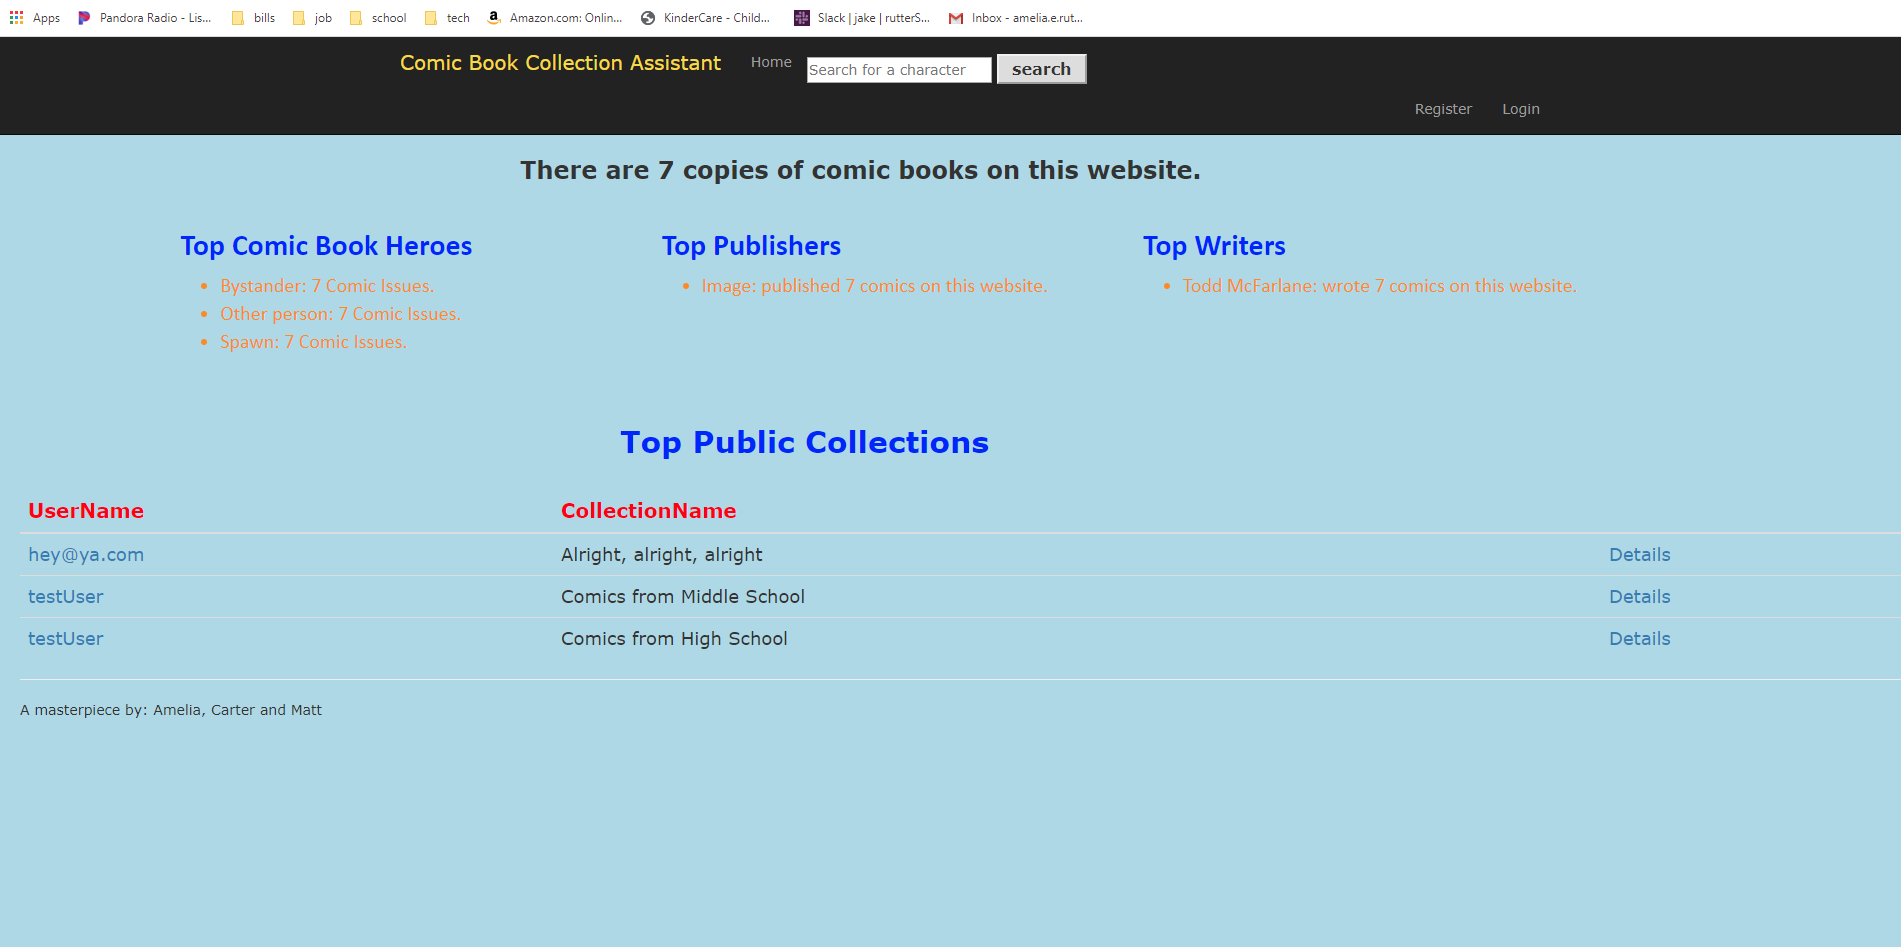 Apps Pandora Radio - Lis... bills job school tech Amazon.com: Onlin... KinderCare - Child... Slack | jake | rutterS... Inbox - amelia.e.rut...
Comic Book Collection Assistant Home Search for a character search
Register Login
There are 7 copies of comic books on this website.
Top Comic Book Heroes
• Bystander: 7 Comic Issues.
• Other person: 7 Comic Issues.
• Spawn: 7 Comic Issues.
Top Publishers
• Image: published 7 comics on this website.
Top Writers
• Todd McFarlane: wrote 7 comics on this website.
Top Public Collections
UserName CollectionName
hey@ya.com Alright, alright, alright Details
testUser Comics from Middle School Details
testUser Comics from High School Details
A masterpiece by: Amelia, Carter and Matt